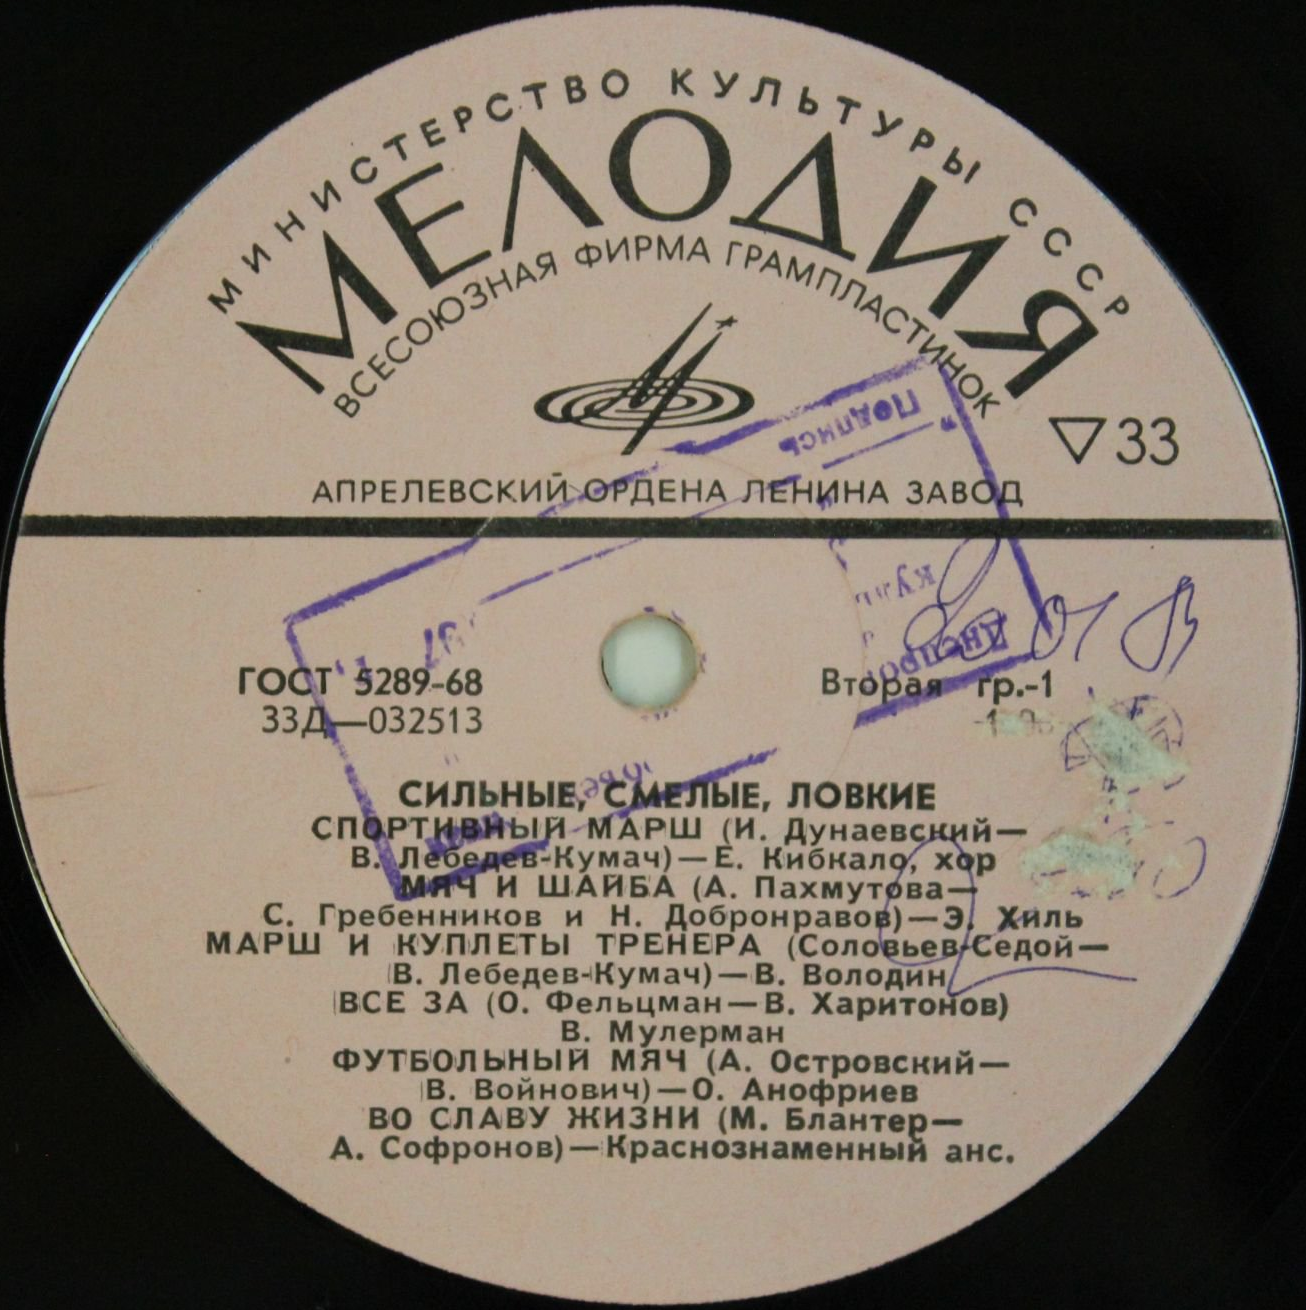 МИНИСТЕРСТВО КУЛЬТУРЫ СССР
МЕЛОДИЯ
ВСЕСОЮЗНАЯ ФИРМА ГРАМПЛАСТИНОК
33
АПРЕЛЕВСКИЙ ОРДЕНА ЛЕНИНА ЗАВОД
Подпись
ГОСТ 5289-68
Вторая гр.-1
33Д—032513
СИЛЬНЫЕ, СМЕЛЫЕ, ЛОВКИЕ
СПОРТИВНЫЙ МАРШ (И. Дунаевский—
В. Лебедев-Кумач)—Е. Кибкало, хор
МЯЧ И ШАЙБА (А. Пахмутова—
С. Гребенников и Н. Добронравов)—Э. Хиль
МАРШ И КУПЛЕТЫ ТРЕНЕРА (Соловьев-Седой—
В. Лебедев-Кумач)—В. Володин
ВСЕ ЗА (О. Фельцман—В. Харитонов)
В. Мулерман
ФУТБОЛЬНЫЙ МЯЧ (А. Островский—
В. Войнович)—О. Анофриев
ВО СЛАВУ ЖИЗНИ (М. Блантер—
А. Софронов)—Краснознаменный анс.